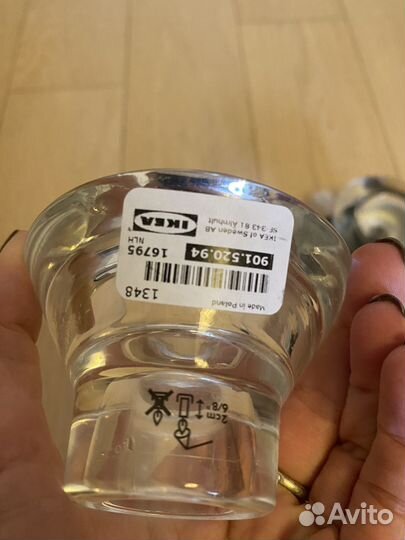 Made in Poland
1348
16795
NLH
901.520.94
IKEA
— IKEA of Sweden AB
SE-343 81 Älmhult
2cm
6/8"
Avito